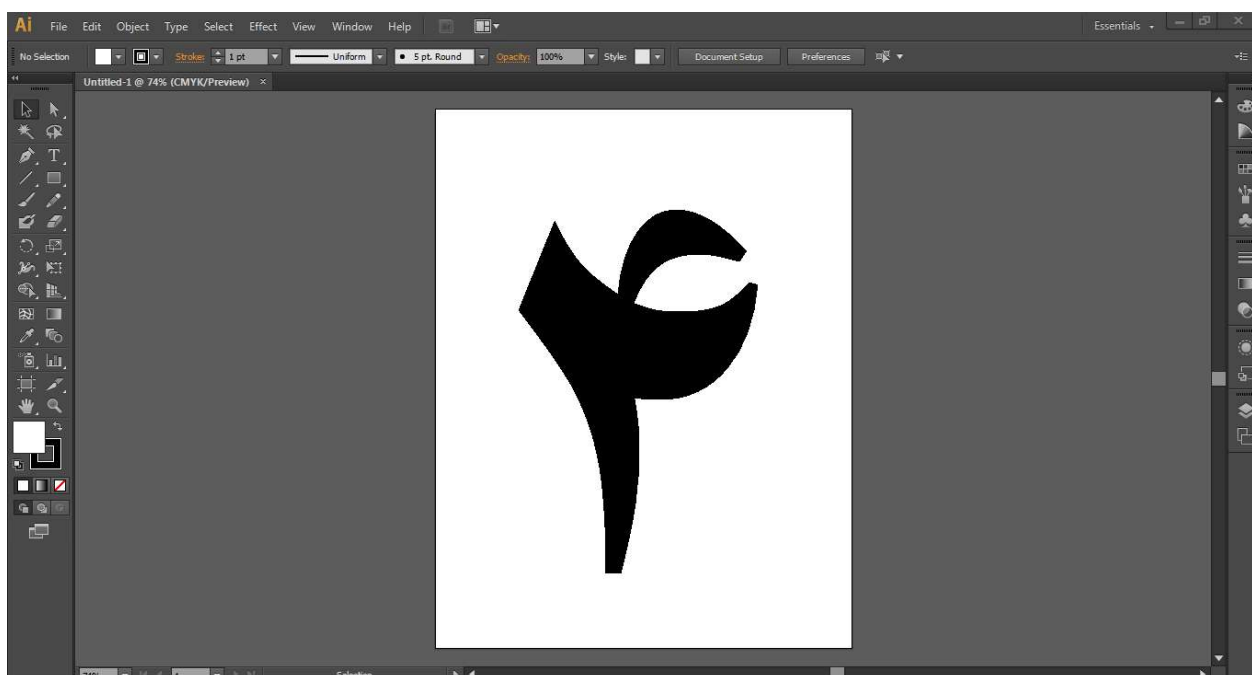 Ai File Edit Object Type Select Effect View Window Help Essentials
No Selection Stroke: 1 pt Uniform 5 pt. Round Opacity: 100% Style: Document Setup Preferences
Untitled-1 @ 74% (CMYK/Preview) ×
۴